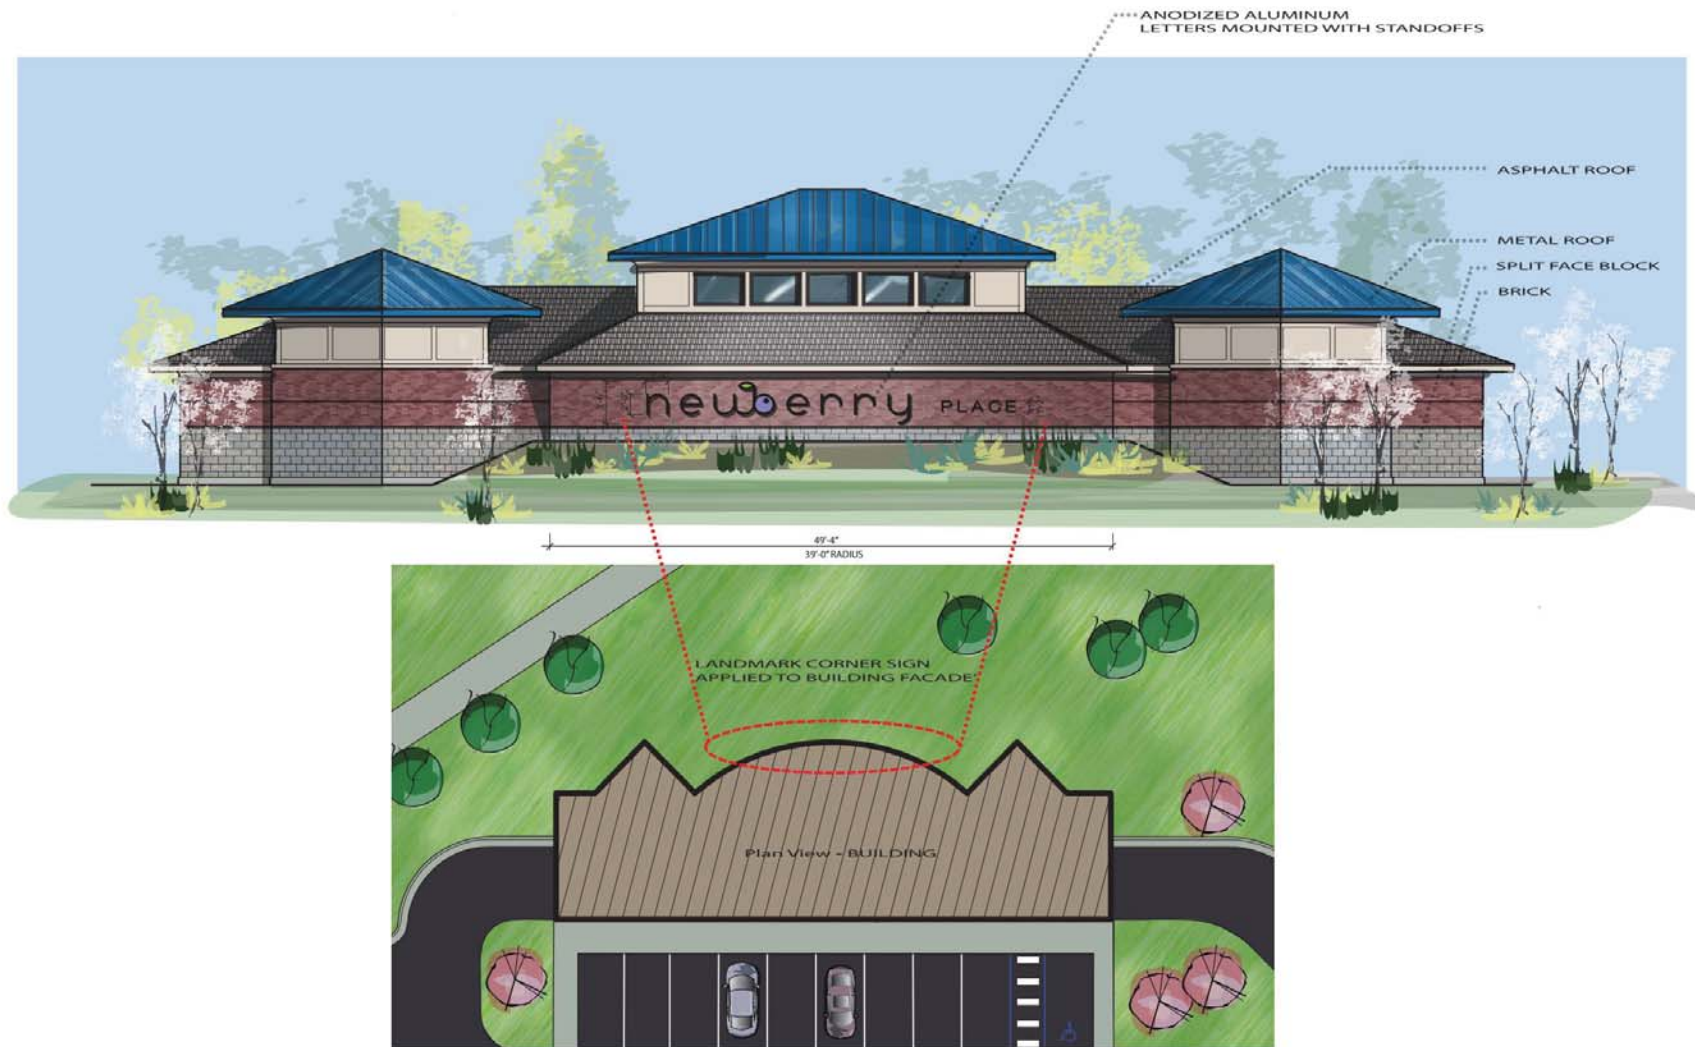 ANODIZED ALUMINUM
LETTERS MOUNTED WITH STANDOFFS
ASPHALT ROOF
METAL ROOF
SPLIT FACE BLOCK
BRICK
newberry PLACE
49'-4"
39'-0" RADIUS
LANDMARK CORNER SIGN
APPLIED TO BUILDING FACADE
Plan View - BUILDING